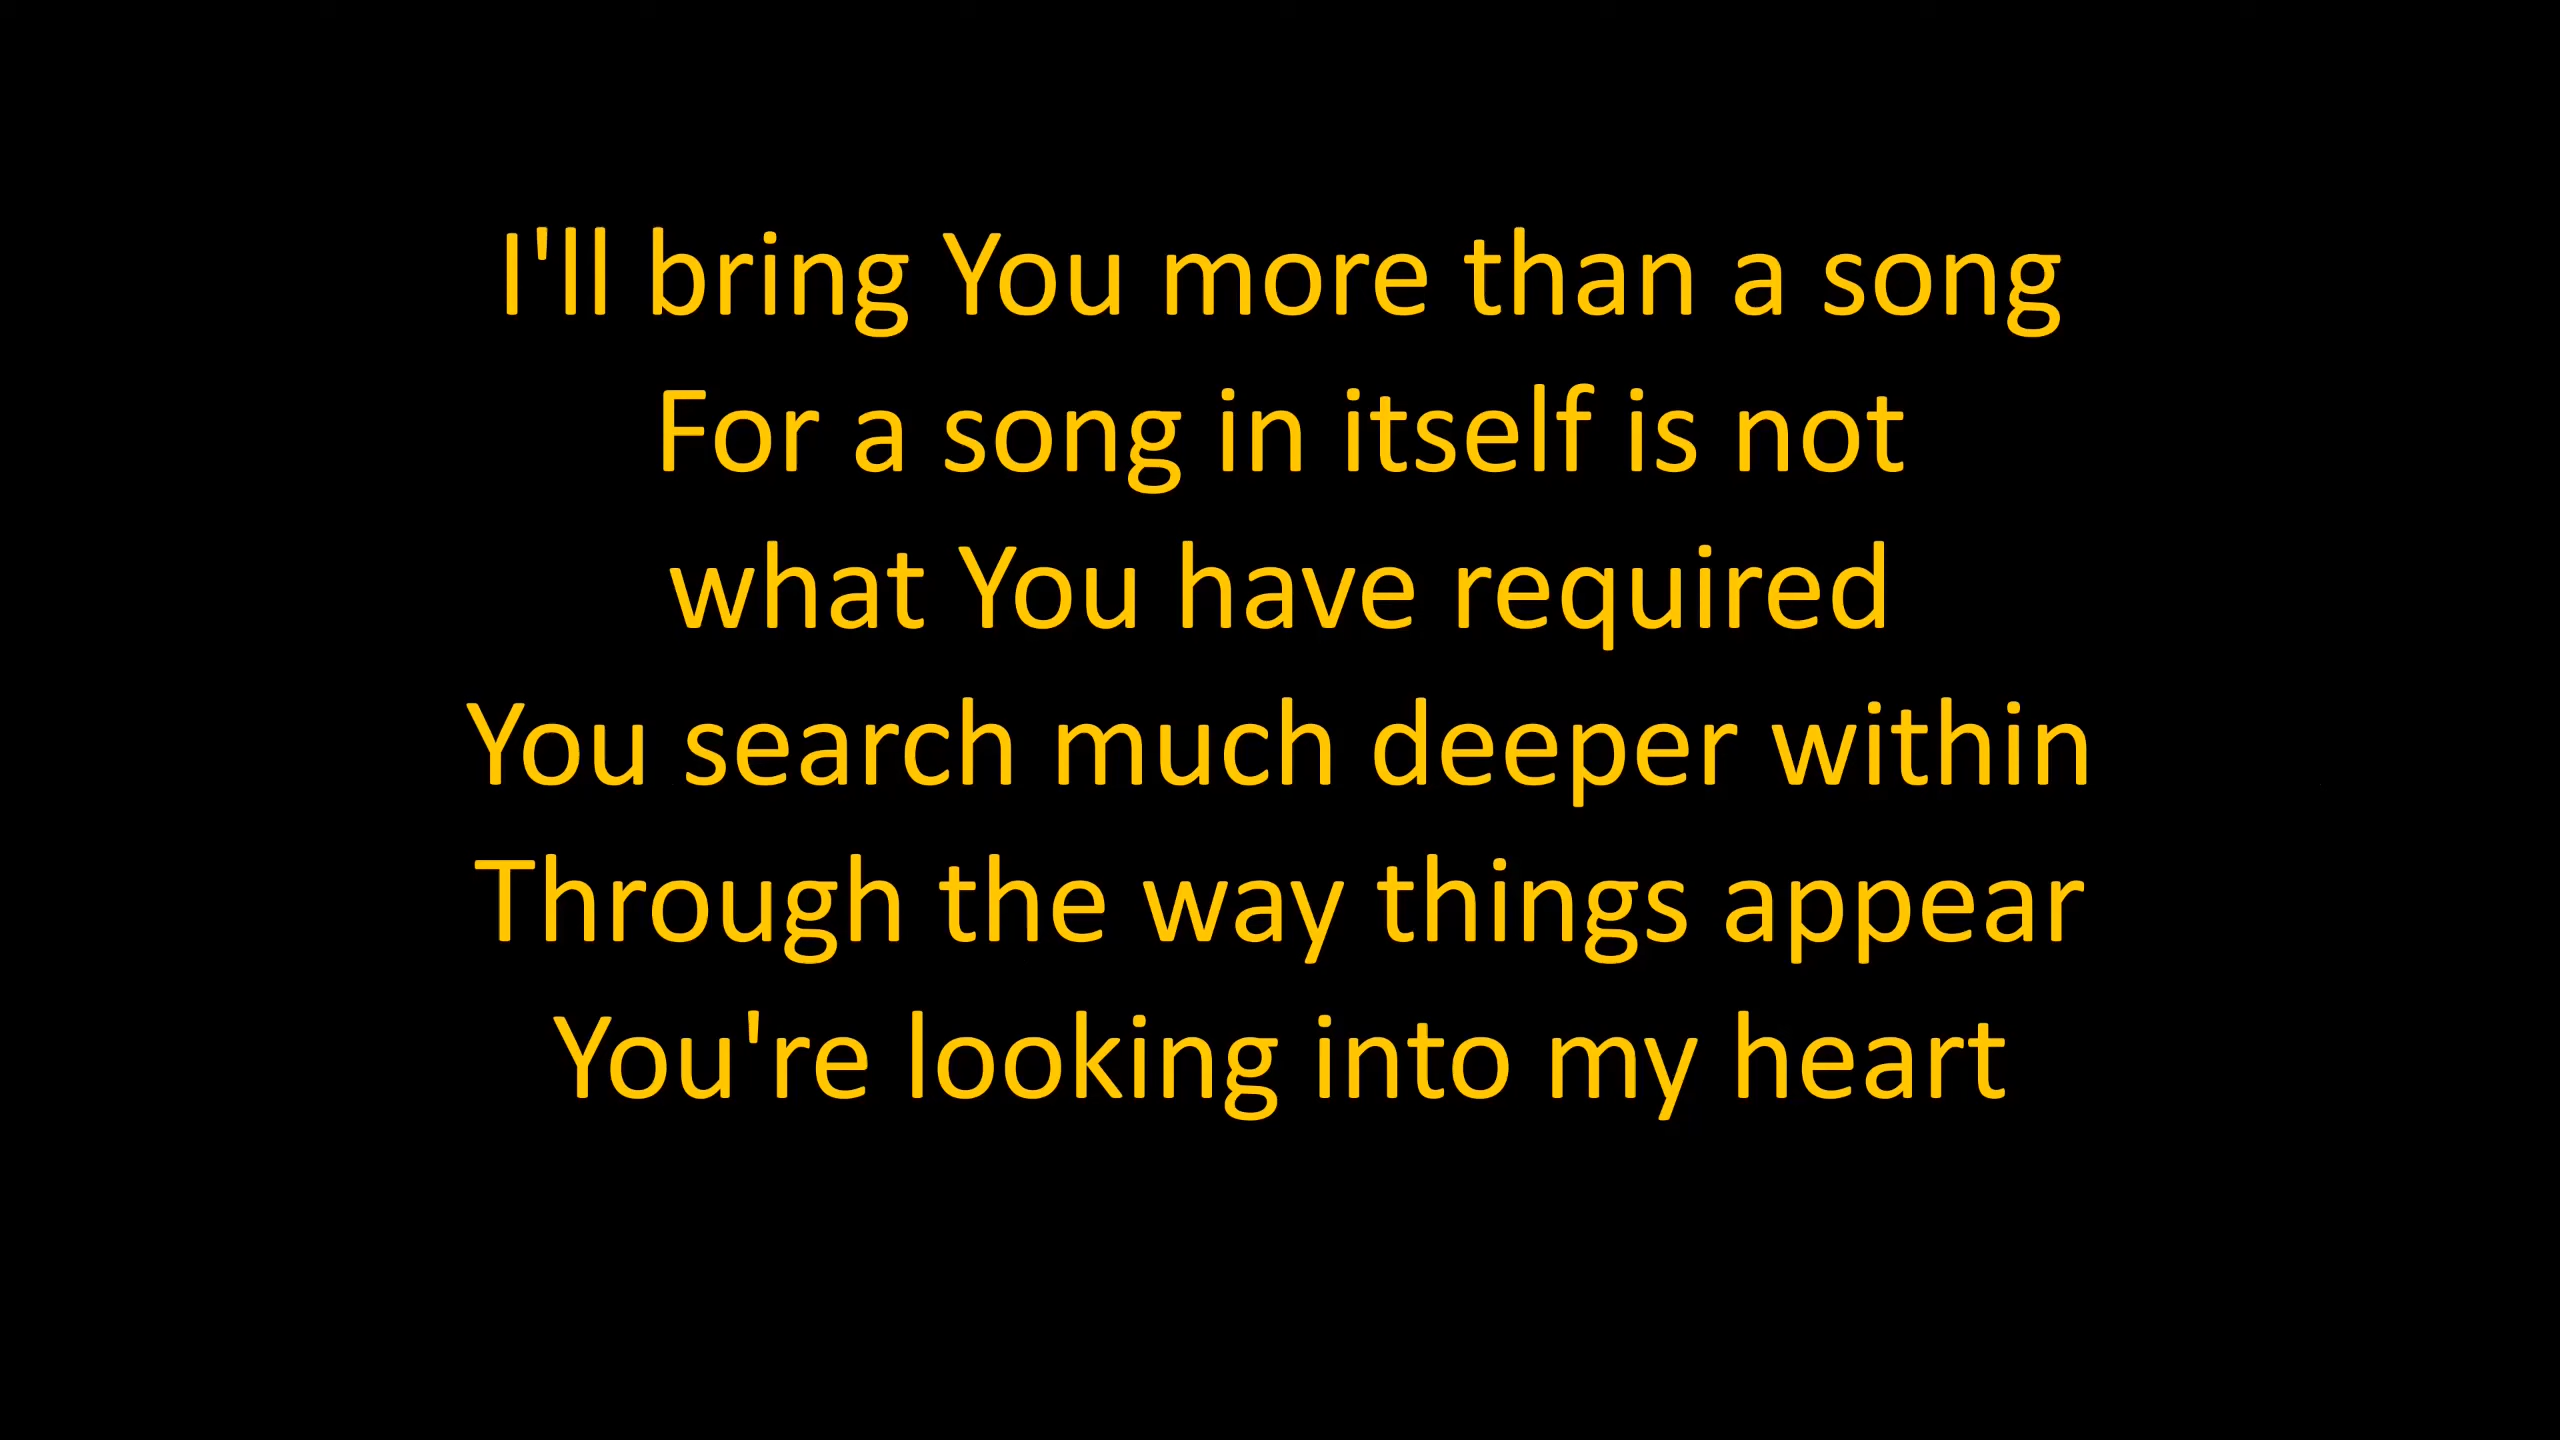 I'll bring You more than a song
For a song in itself is not
what You have required
You search much deeper within
Through the way things appear
You're looking into my heart